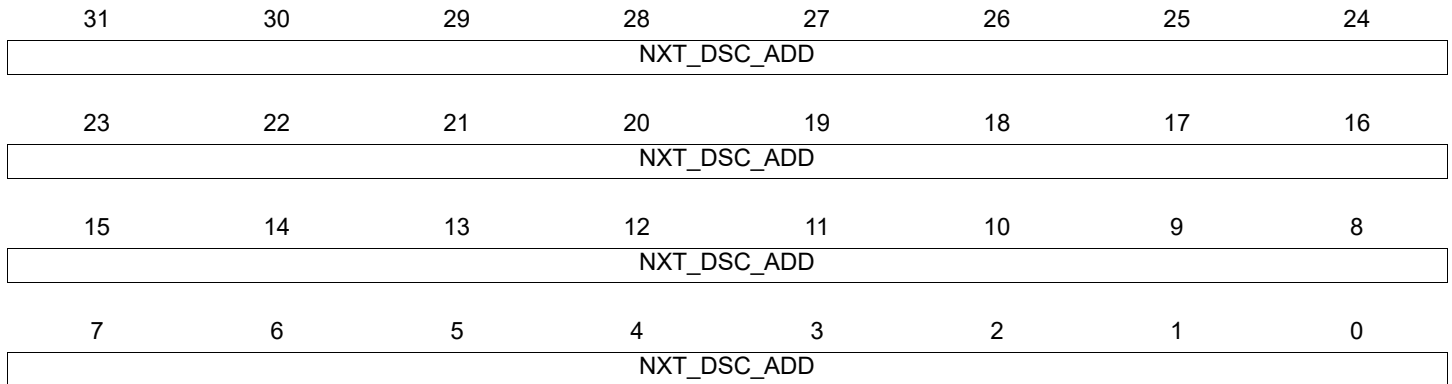 31 30 29 28 27 26 25 24
NXT_DSC_ADD
23 22 21 20 19 18 17 16
NXT_DSC_ADD
15 14 13 12 11 10 9 8
NXT_DSC_ADD
7 6 5 4 3 2 1 0
NXT_DSC_ADD